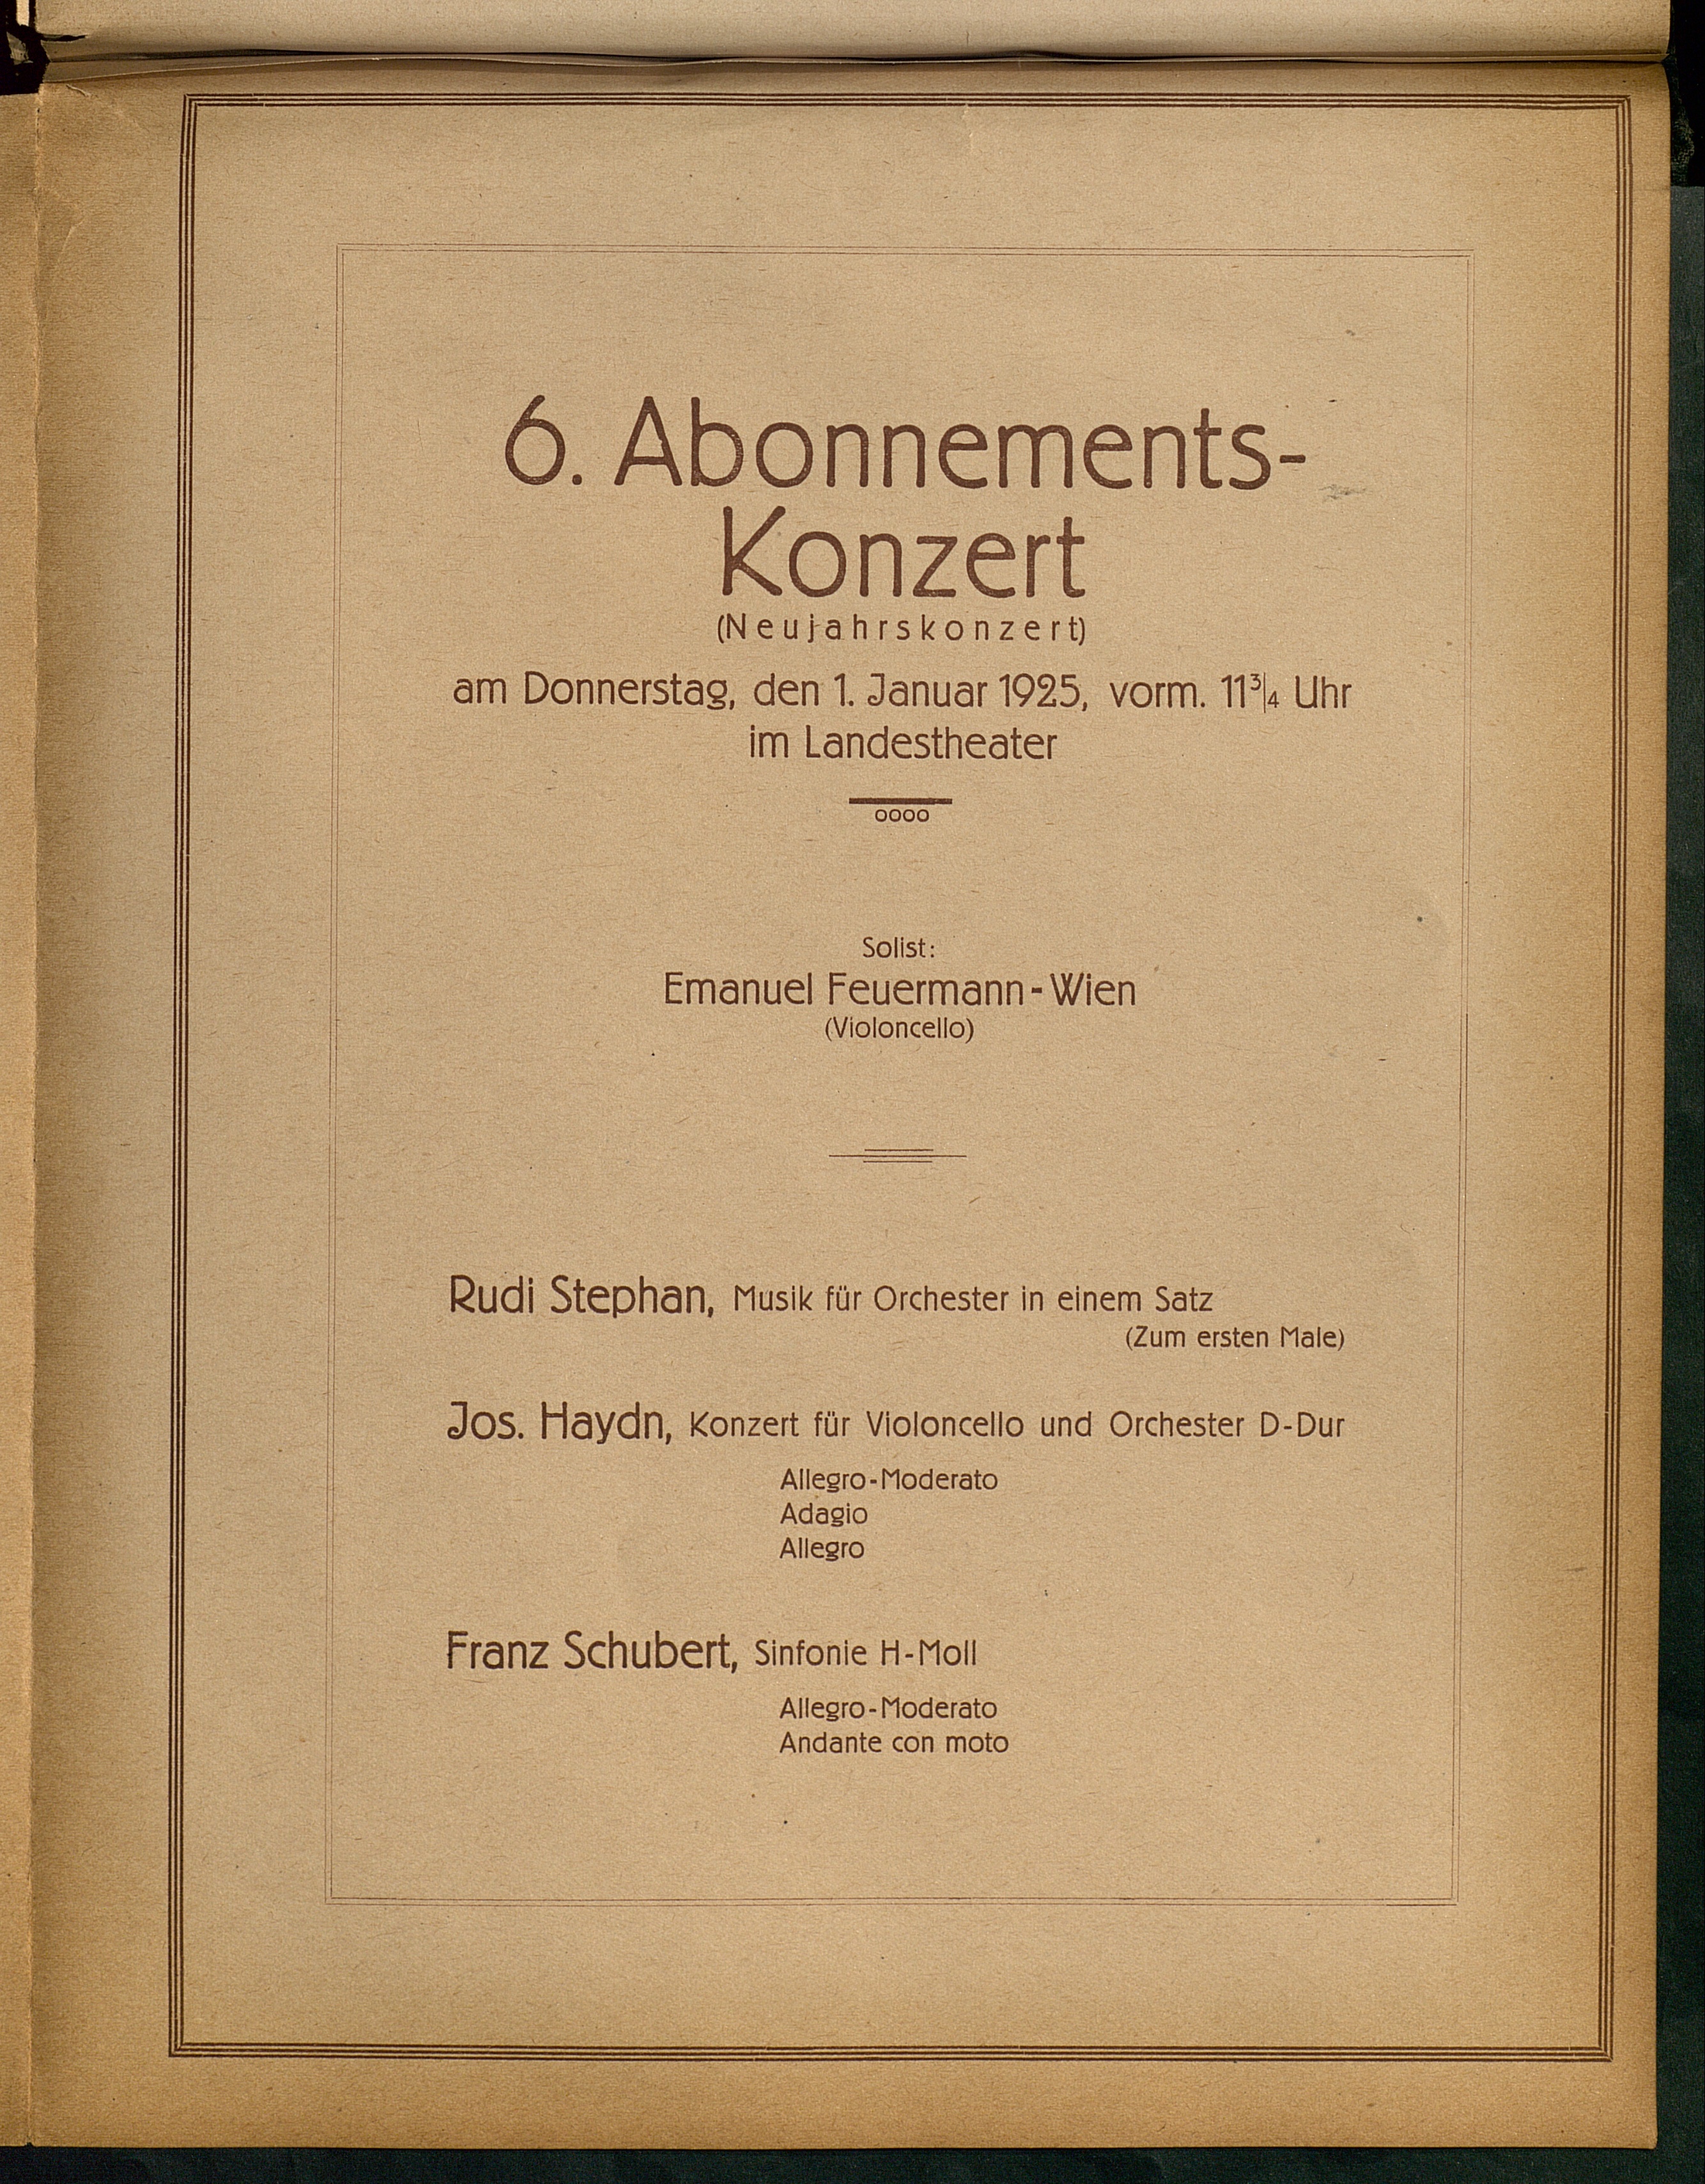 6. Abonnements-
Konzert
(Neujahrskonzert)
am Donnerstag, den 1. Januar 1925, vorm. 11 3/4 Uhr
im Landestheater
Solist:
Emanuel Feuermann-Wien
(Violoncello)
Rudi Stephan, Musik für Orchester in einem Satz
(Zum ersten Male)
Jos. Haydn, Konzert für Violoncello und Orchester D-Dur
Allegro-Moderato
Adagio
Allegro
Franz Schubert, Sinfonie H-Moll
Allegro-Moderato
Andante con moto